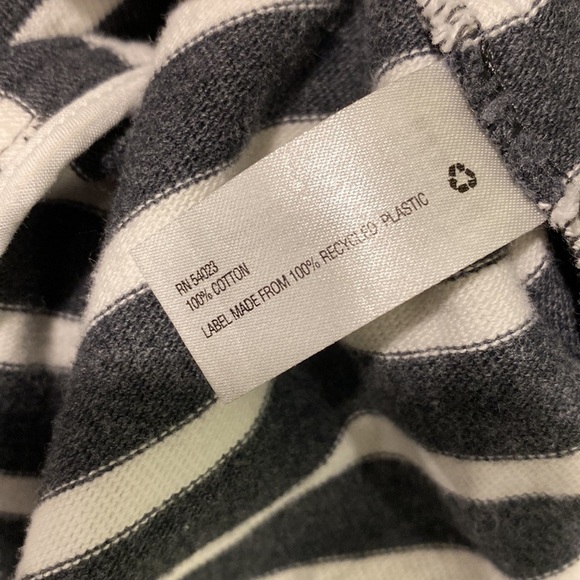 RN 54023
100% COTTON
LABEL MADE FROM 100% RECYCLED PLASTIC